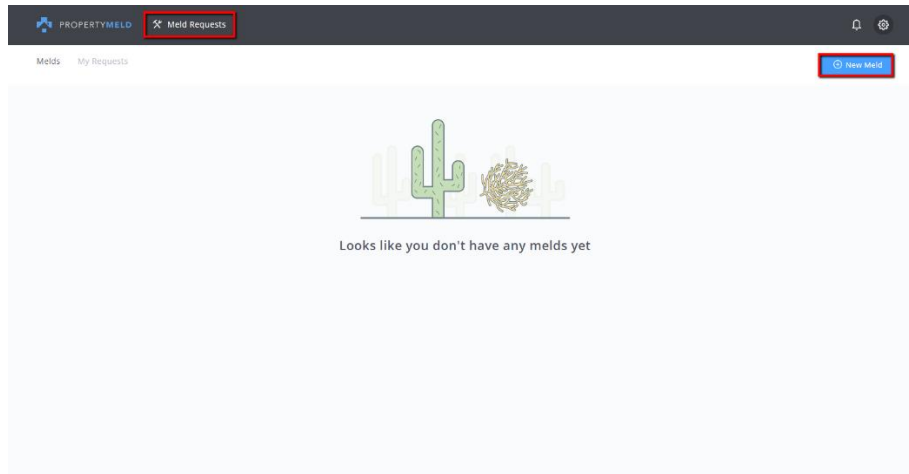 PROPERTYMELD Meld Requests
Melds My Requests New Meld
Looks like you don't have any melds yet